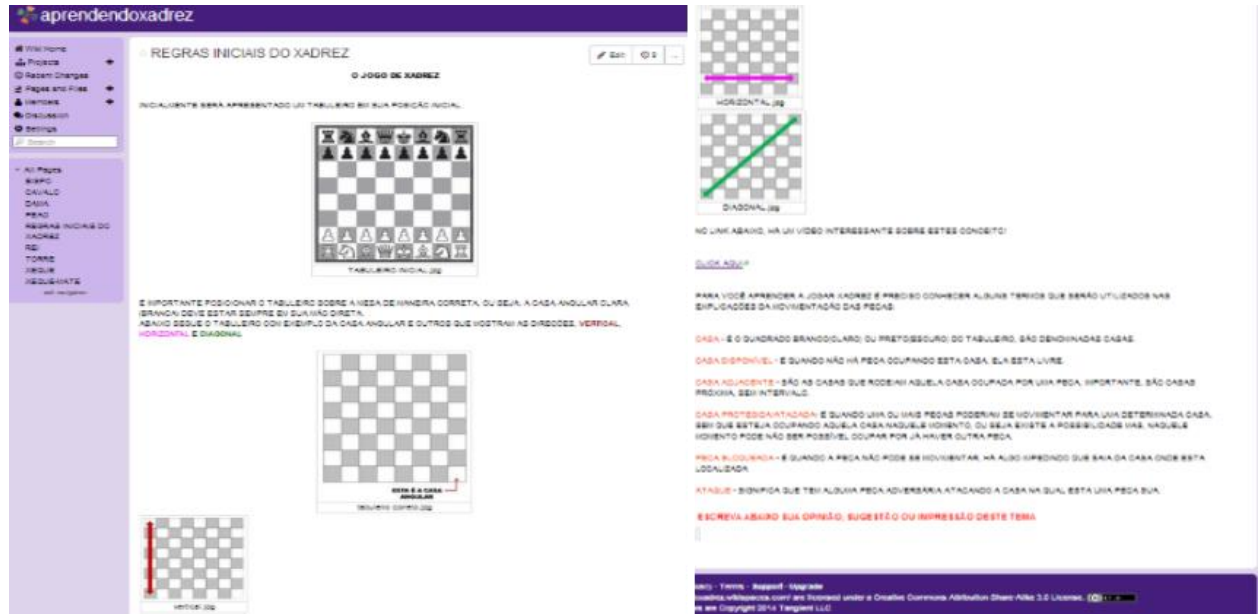 aprendendoxadrez
Wiki Home
Projects
Recent Changes
Pages and Files
Members
Discussion
Settings
Search
All Pages
BISPO
CAVALO
DAMA
PEAO
REGRAS INICIAIS DO
XADREZ
REI
TORRE
XEQUE
XEQUE-MATE
edit navigation
REGRAS INICIAIS DO XADREZ
Edit
O JOGO DE XADREZ
INICIALMENTE SERÁ APRESENTADO UM TABULEIRO EM SUA POSIÇÃO INICIAL
TABULEIRO INICIAL.jpg
É IMPORTANTE POSICIONAR O TABULEIRO SOBRE A MESA DE MANEIRA CORRETA, OU SEJA, A CASA ANGULAR CLARA
(BRANCA) DEVE ESTAR SEMPRE EM SUA MÃO DIREITA.
ABAIXO SEGUE O TABULEIRO COM EXEMPLO DA CASA ANGULAR E OUTROS QUE MOSTRAM AS DIREÇÕES, VERTICAL,
HORIZONTAL E DIAGONAL
ESTA É A CASA
ANGULAR
tabuleiro correto.jpg
vertical.jpg
HORIZONTAL.jpg
DIAGONAL.jpg
NO LINK ABAIXO, HÁ UM VÍDEO INTERESSANTE SOBRE ESTES CONCEITO!
CLICK AQUI
PARA VOCÊ APRENDER A JOGAR XADREZ É PRECISO CONHECER ALGUNS TERMOS QUE SERÃO UTILIZADOS NAS
EXPLICAÇÕES DA MOVIMENTAÇÃO DAS PEÇAS:
CASA - É O QUADRADO BRANCO(CLARO) OU PRETO(ESCURO) DO TABULEIRO, SÃO DENOMINADAS CASAS.
CASA DISPONÍVEL - É QUANDO NÃO HÁ PEÇA OCUPANDO ESTA CASA, ELA ESTA LIVRE.
CASA ADJACENTE - SÃO AS CASAS QUE RODEIAM AQUELA CASA OCUPADA POR UMA PEÇA, IMPORTANTE, SÃO CASAS
PRÓXIMA, SEM INTERVALO.
CASA PROTEGIDA/ATACADA: É QUANDO UMA OU MAIS PEÇAS PODERIAM SE MOVIMENTAR PARA UMA DETERMINADA CASA,
SEM QUE ESTEJA OCUPANDO AQUELA CASA NAQUELE MOMENTO, OU SEJA EXISTE A POSSIBILIDADE MAS, NAQUELE
MOMENTO PODE NÃO SER POSSÍVEL OCUPAR POR JÁ HAVER OUTRA PEÇA.
PEÇA BLOQUEADA - É QUANDO A PEÇA NÃO PODE SE MOVIMENTAR, HÁ ALGO IMPEDINDO QUE SAIA DA CASA ONDE ESTA
LOCALIZADA
ATAQUE - SIGNIFICA QUE TEM ALGUMA PEÇA ADVERSÁRIA ATACANDO A CASA NA QUAL ESTA UMA PEÇA SUA.
ESCREVA ABAIXO SUA OPINIÃO, SUGESTÃO OU IMPRESSÃO DESTE TEMA
Terms - Support - Upgrade
are licensed under a Creative Commons Attribution Share-Alike 3.0 License.
are Copyright 2014 Tangient LLC